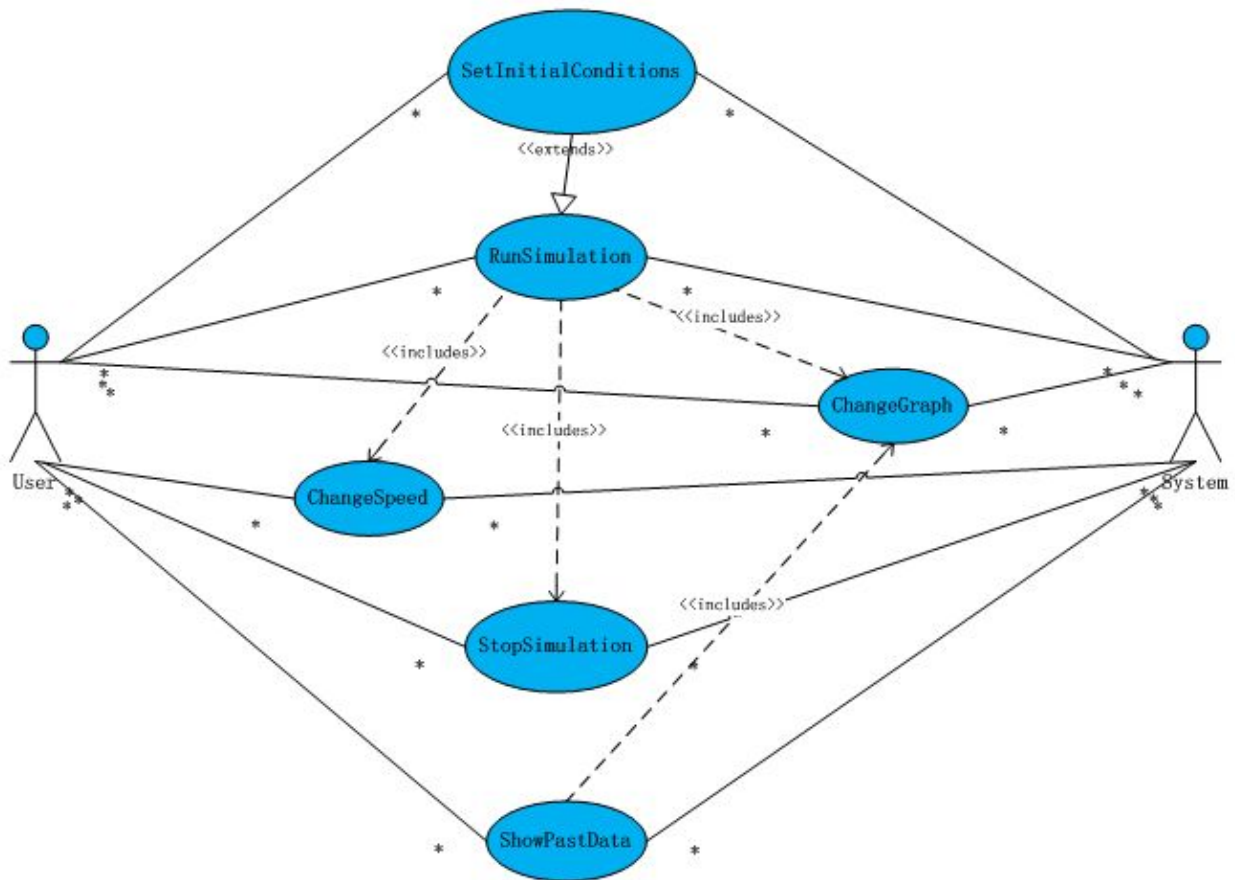 SetInitialConditions
*
*
<<extends>>
RunSimulation
*
*
<<includes>>
<<includes>>
*
*
*
*
*
*
ChangeGraph
*
*
<<includes>>
User
System
*
*
*
*
*
*
ChangeSpeed
*
*
<<includes>>
StopSimulation
*
*
ShowPastData
*
*